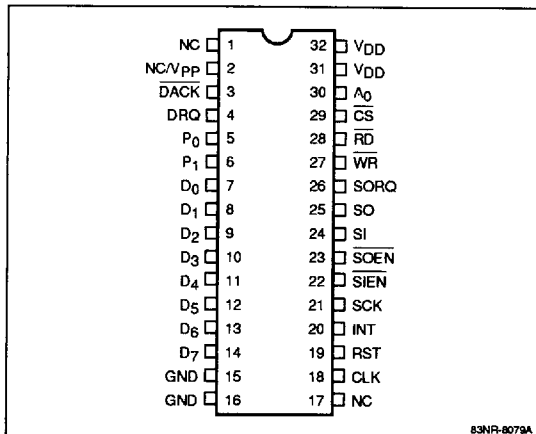 NC 1 32 VDD
NC/VPP 2 31 VDD
DACK 3 30 A0
DRQ 4 29 CS
P0 5 28 RD
P1 6 27 WR
D0 7 26 SORQ
D1 8 25 SO
D2 9 24 SI
D3 10 23 SOEN
D4 11 22 SIEN
D5 12 21 SCK
D6 13 20 INT
D7 14 19 RST
GND 15 18 CLK
GND 16 17 NC
83NR-8079A